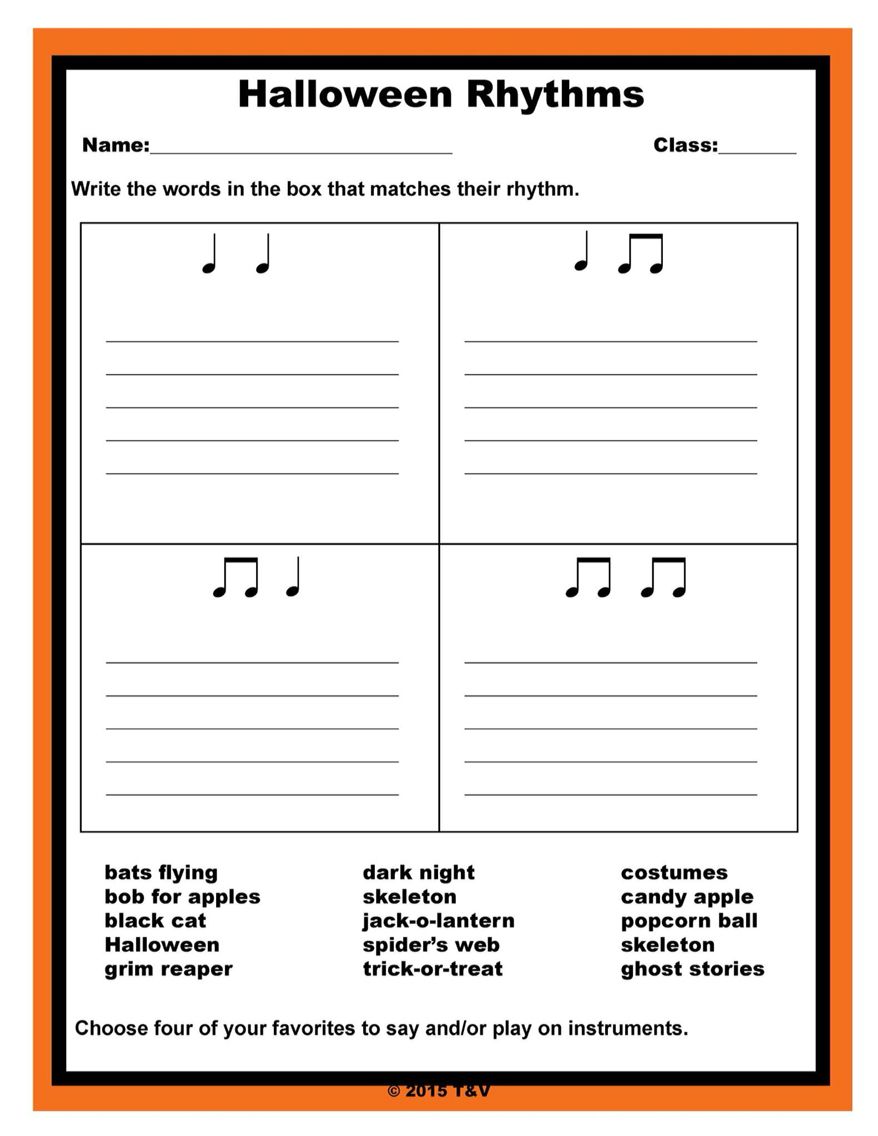 Halloween Rhythms
Name:____________________________ Class:_______
Write the words in the box that matches their rhythm.
bats flying dark night costumes
bob for apples skeleton candy apple
black cat jack-o-lantern popcorn ball
Halloween spider's web skeleton
grim reaper trick-or-treat ghost stories
Choose four of your favorites to say and/or play on instruments.
© 2015 T&V